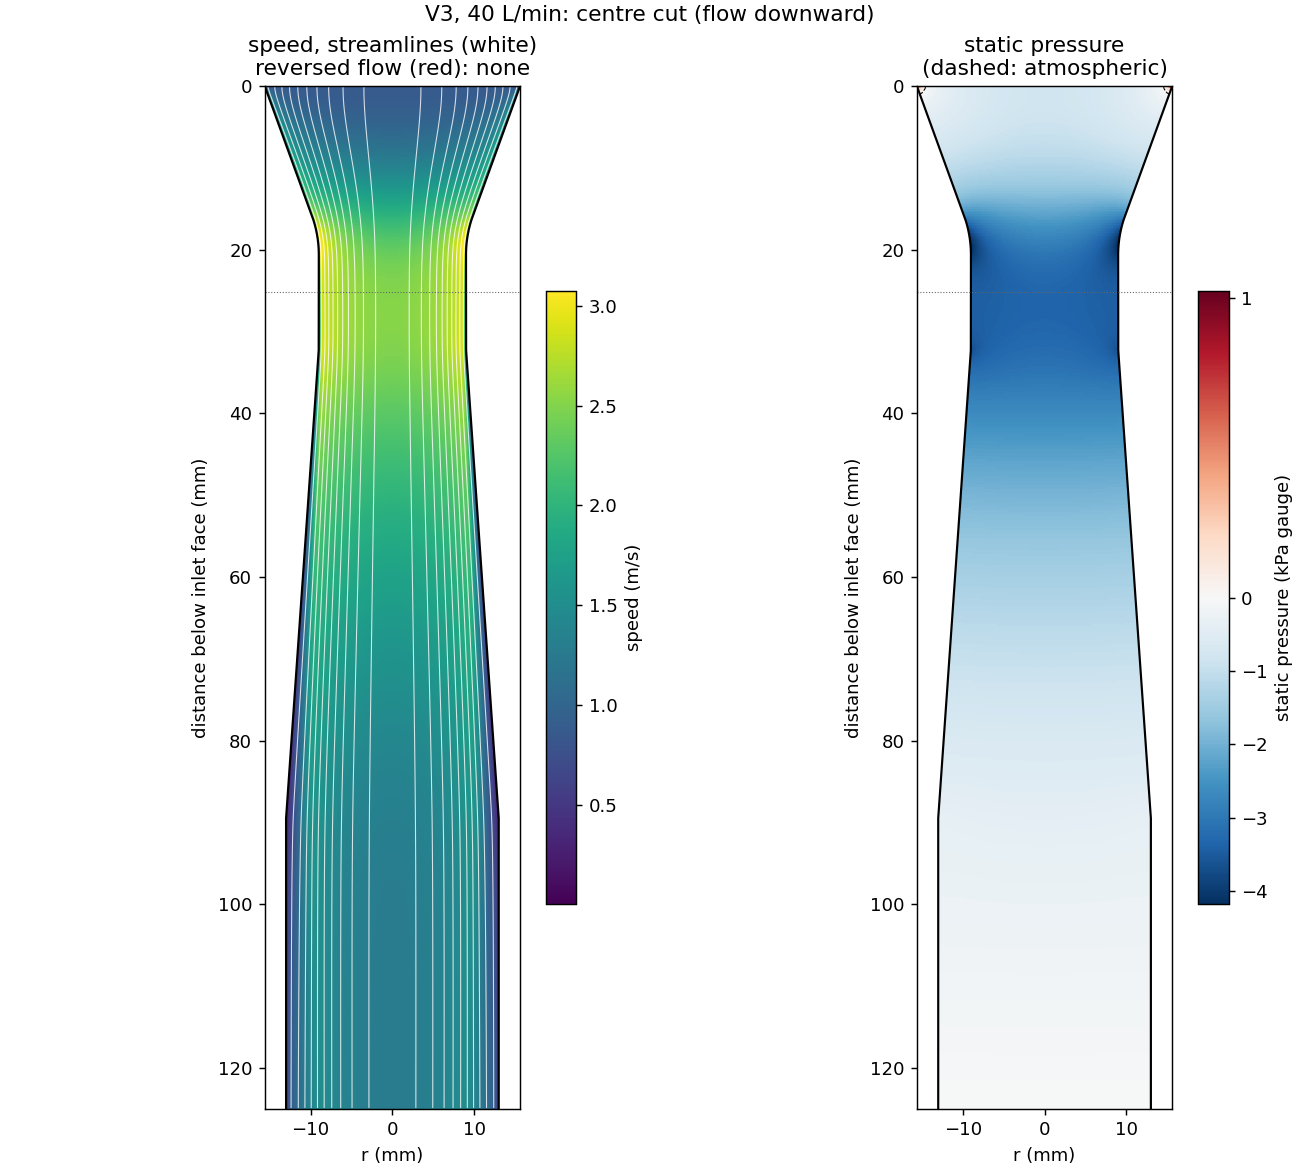 V3, 40 L/min: centre cut (flow downward)
speed, streamlines (white)
reversed flow (red): none
0
20
40
60
80
100
120
−10
0
10
r (mm)
distance below inlet face (mm)
3.0
2.5
2.0
1.5
1.0
0.5
speed (m/s)
static pressure
(dashed: atmospheric)
0
20
40
60
80
100
120
−10
0
10
r (mm)
distance below inlet face (mm)
1
0
−1
−2
−3
−4
static pressure (kPa gauge)